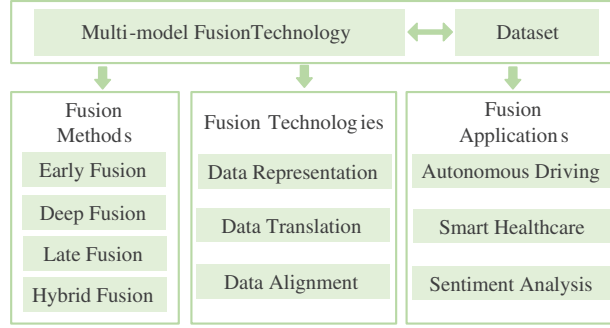 Multi-model FusionTechnology
Dataset
Fusion
Methods
Early Fusion
Deep Fusion
Late Fusion
Hybrid Fusion
Fusion Technologies
Data Representation
Data Translation
Data Alignment
Fusion
Applications
Autonomous Driving
Smart Healthcare
Sentiment Analysis